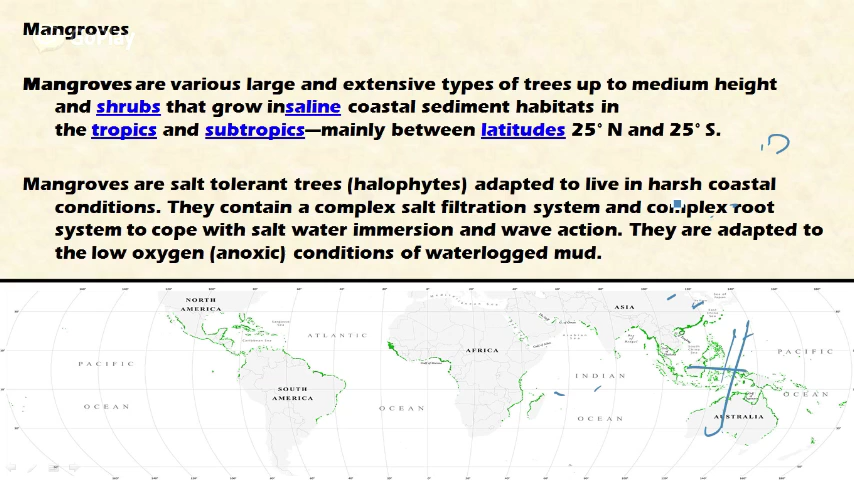 Mangroves
Mangroves are various large and extensive types of trees up to medium height
and shrubs that grow insaline coastal sediment habitats in
the tropics and subtropics—mainly between latitudes 25° N and 25° S.
Mangroves are salt tolerant trees (halophytes) adapted to live in harsh coastal
conditions. They contain a complex salt filtration system and complex root
system to cope with salt water immersion and wave action. They are adapted to
the low oxygen (anoxic) conditions of waterlogged mud.
NORTH
AMERICA
ASIA
ATLANTIC
AFRICA
PACIFIC
PACIFIC
INDIAN
SOUTH
AMERICA
OCEAN
OCEAN
OCEAN
OCEAN
AUSTRALIA